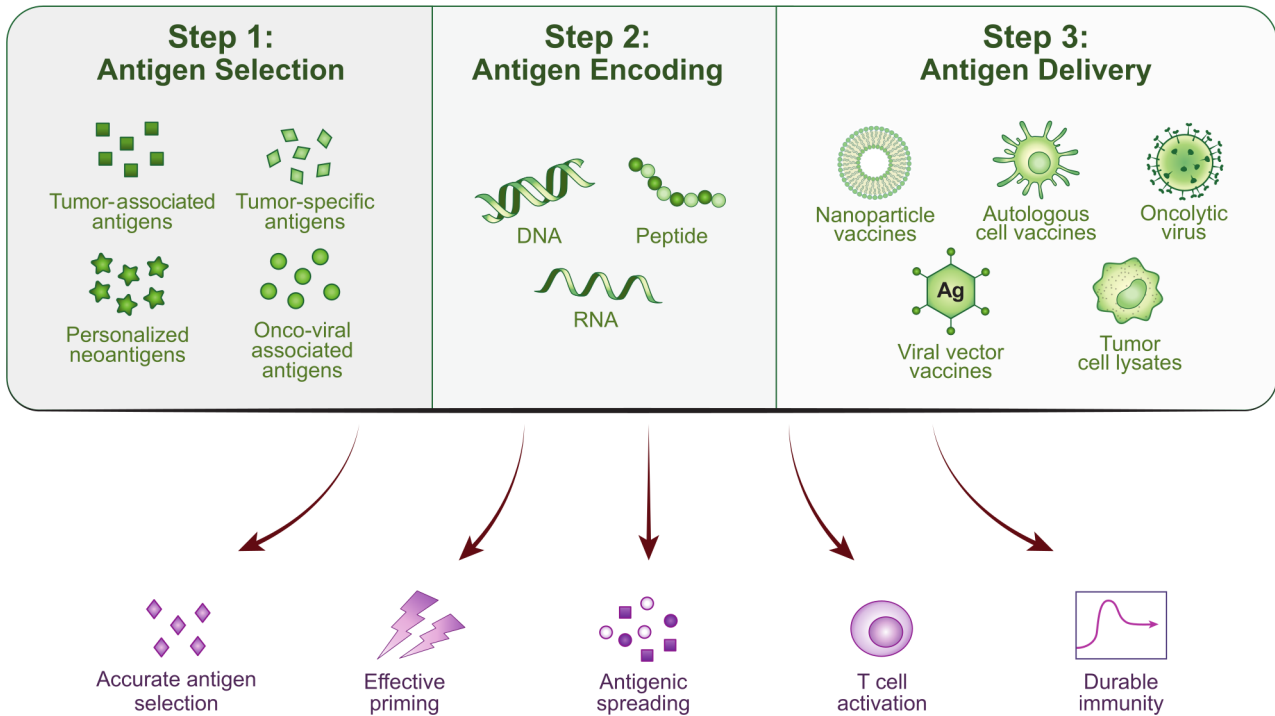 Step 1:
Antigen Selection
Tumor-associated
antigens
Tumor-specific
antigens
Personalized
neoantigens
Onco-viral
associated
antigens
Step 2:
Antigen Encoding
DNA
Peptide
RNA
Step 3:
Antigen Delivery
Nanoparticle
vaccines
Autologous
cell vaccines
Oncolytic
virus
Ag
Viral vector
vaccines
Tumor
cell lysates
Accurate antigen
selection
Effective
priming
Antigenic
spreading
T cell
activation
Durable
immunity